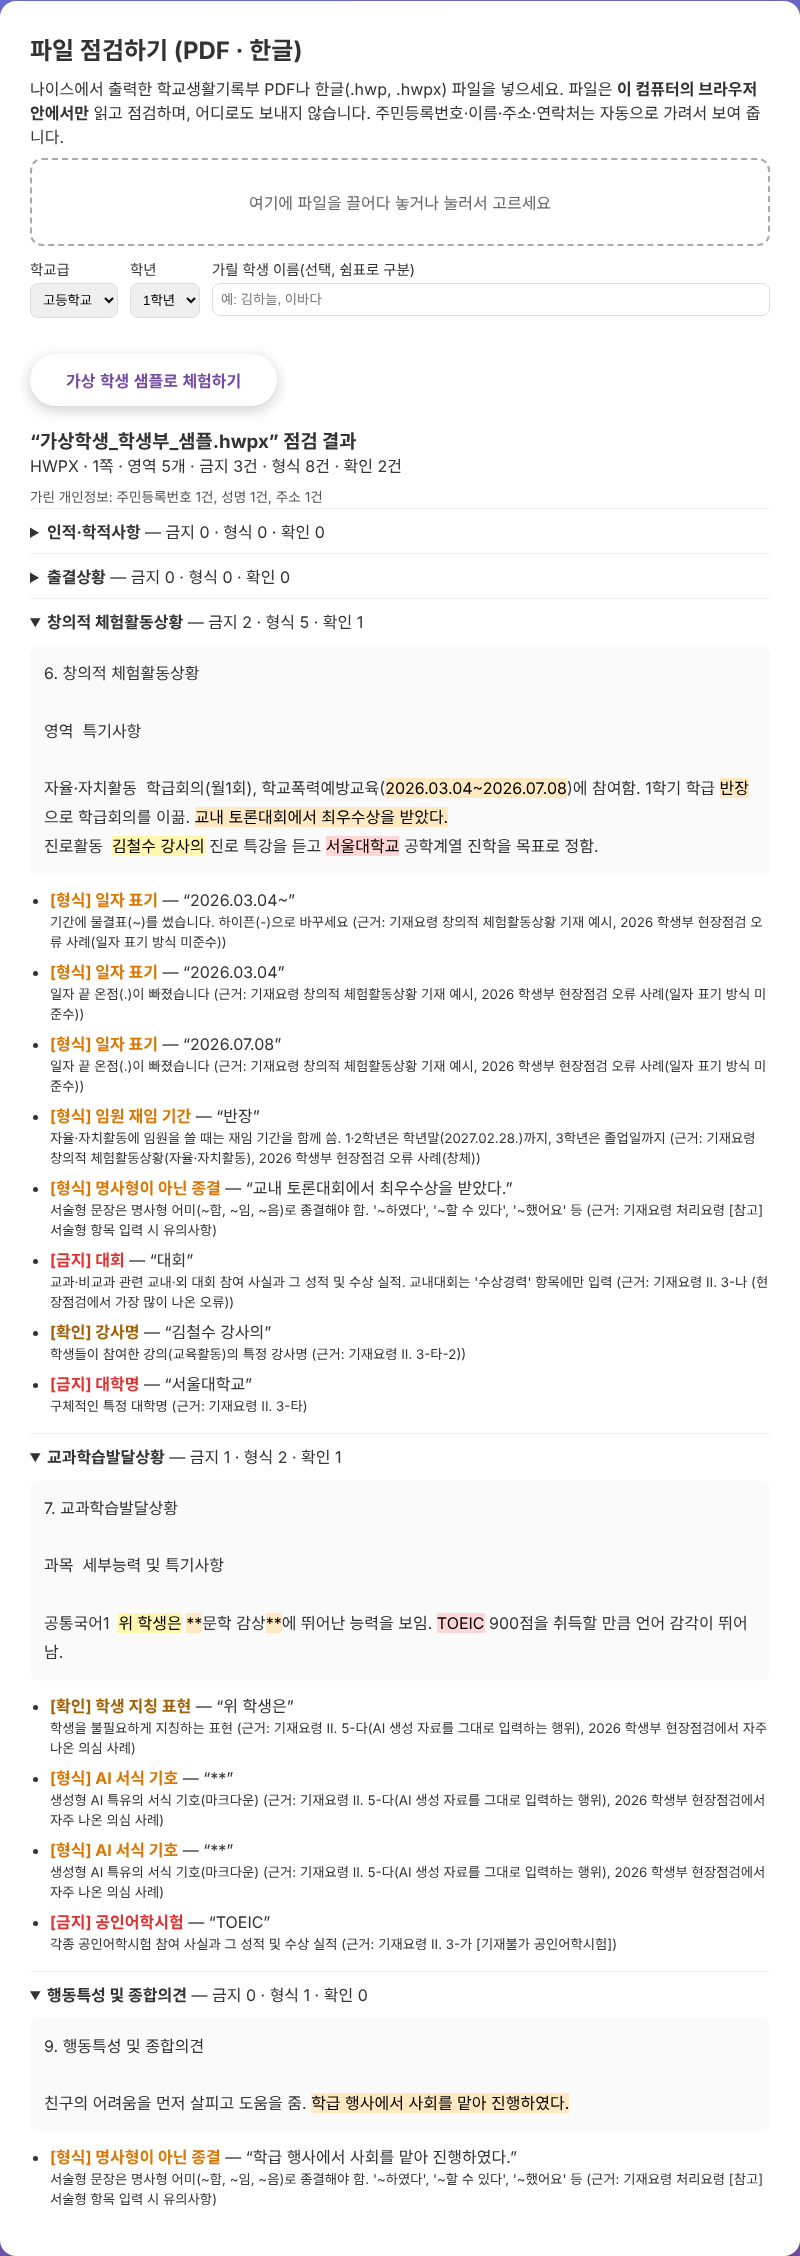 파일 점검하기 (PDF · 한글)
나이스에서 출력한 학교생활기록부 PDF나 한글(.hwp, .hwpx) 파일을 넣으세요. 파일은 이 컴퓨터의 브라우저
안에서만 읽고 점검하며, 어디로도 보내지 않습니다. 주민등록번호·이름·주소·연락처는 자동으로 가려서 보여 줍
니다.
여기에 파일을 끌어다 놓거나 눌러서 고르세요
학교급 학년 가릴 학생 이름(선택, 쉼표로 구분)
고등학교 1학년 예: 김하늘, 이바다
가상 학생 샘플로 체험하기
“가상학생_학생부_샘플.hwpx” 점검 결과
HWPX · 1쪽 · 영역 5개 · 금지 3건 · 형식 8건 · 확인 2건
가린 개인정보: 주민등록번호 1건, 성명 1건, 주소 1건
▶ 인적·학적사항 — 금지 0 · 형식 0 · 확인 0
▶ 출결상황 — 금지 0 · 형식 0 · 확인 0
▼ 창의적 체험활동상황 — 금지 2 · 형식 5 · 확인 1
6. 창의적 체험활동상황
영역 특기사항
자율·자치활동 학급회의(월1회), 학교폭력예방교육(2026.03.04~2026.07.08)에 참여함. 1학기 학급 반장
으로 학급회의를 이끎. 교내 토론대회에서 최우수상을 받았다.
진로활동 김철수 강사의 진로 특강을 듣고 서울대학교 공학계열 진학을 목표로 정함.
• [형식] 일자 표기 — “2026.03.04~”
기간에 물결표(~)를 썼습니다. 하이픈(-)으로 바꾸세요 (근거: 기재요령 창의적 체험활동상황 기재 예시, 2026 학생부 현장점검 오
류 사례(일자 표기 방식 미준수))
• [형식] 일자 표기 — “2026.03.04”
일자 끝 온점(.)이 빠졌습니다 (근거: 기재요령 창의적 체험활동상황 기재 예시, 2026 학생부 현장점검 오류 사례(일자 표기 방식 미
준수))
• [형식] 일자 표기 — “2026.07.08”
일자 끝 온점(.)이 빠졌습니다 (근거: 기재요령 창의적 체험활동상황 기재 예시, 2026 학생부 현장점검 오류 사례(일자 표기 방식 미
준수))
• [형식] 임원 재임 기간 — “반장”
자율·자치활동에 임원을 쓸 때는 재임 기간을 함께 씀. 1·2학년은 학년말(2027.02.28.)까지, 3학년은 졸업일까지 (근거: 기재요령
창의적 체험활동상황(자율·자치활동), 2026 학생부 현장점검 오류 사례(창체))
• [형식] 명사형이 아닌 종결 — “교내 토론대회에서 최우수상을 받았다.”
서술형 문장은 명사형 어미(~함, ~임, ~음)로 종결해야 함. '~하였다', '~할 수 있다', '~했어요' 등 (근거: 기재요령 처리요령 [참고]
서술형 항목 입력 시 유의사항)
• [금지] 대회 — “대회”
교과·비교과 관련 교내·외 대회 참여 사실과 그 성적 및 수상 실적. 교내대회는 '수상경력' 항목에만 입력 (근거: 기재요령 II. 3-나 (현
장점검에서 가장 많이 나온 오류))
• [확인] 강사명 — “김철수 강사의”
학생들이 참여한 강의(교육활동)의 특정 강사명 (근거: 기재요령 II. 3-타-2))
• [금지] 대학명 — “서울대학교”
구체적인 특정 대학명 (근거: 기재요령 II. 3-타)
▼ 교과학습발달상황 — 금지 1 · 형식 2 · 확인 1
7. 교과학습발달상황
과목 세부능력 및 특기사항
공통국어1 위 학생은 **문학 감상**에 뛰어난 능력을 보임. TOEIC 900점을 취득할 만큼 언어 감각이 뛰어
남.
• [확인] 학생 지칭 표현 — “위 학생은”
학생을 불필요하게 지칭하는 표현 (근거: 기재요령 II. 5-다(AI 생성 자료를 그대로 입력하는 행위), 2026 학생부 현장점검에서 자주
나온 의심 사례)
• [형식] AI 서식 기호 — “**”
생성형 AI 특유의 서식 기호(마크다운) (근거: 기재요령 II. 5-다(AI 생성 자료를 그대로 입력하는 행위), 2026 학생부 현장점검에서
자주 나온 의심 사례)
• [형식] AI 서식 기호 — “**”
생성형 AI 특유의 서식 기호(마크다운) (근거: 기재요령 II. 5-다(AI 생성 자료를 그대로 입력하는 행위), 2026 학생부 현장점검에서
자주 나온 의심 사례)
• [금지] 공인어학시험 — “TOEIC”
각종 공인어학시험 참여 사실과 그 성적 및 수상 실적 (근거: 기재요령 II. 3-가 [기재불가 공인어학시험])
▼ 행동특성 및 종합의견 — 금지 0 · 형식 1 · 확인 0
9. 행동특성 및 종합의견
친구의 어려움을 먼저 살피고 도움을 줌. 학급 행사에서 사회를 맡아 진행하였다.
• [형식] 명사형이 아닌 종결 — “학급 행사에서 사회를 맡아 진행하였다.”
서술형 문장은 명사형 어미(~함, ~임, ~음)로 종결해야 함. '~하였다', '~할 수 있다', '~했어요' 등 (근거: 기재요령 처리요령 [참고]
서술형 항목 입력 시 유의사항)